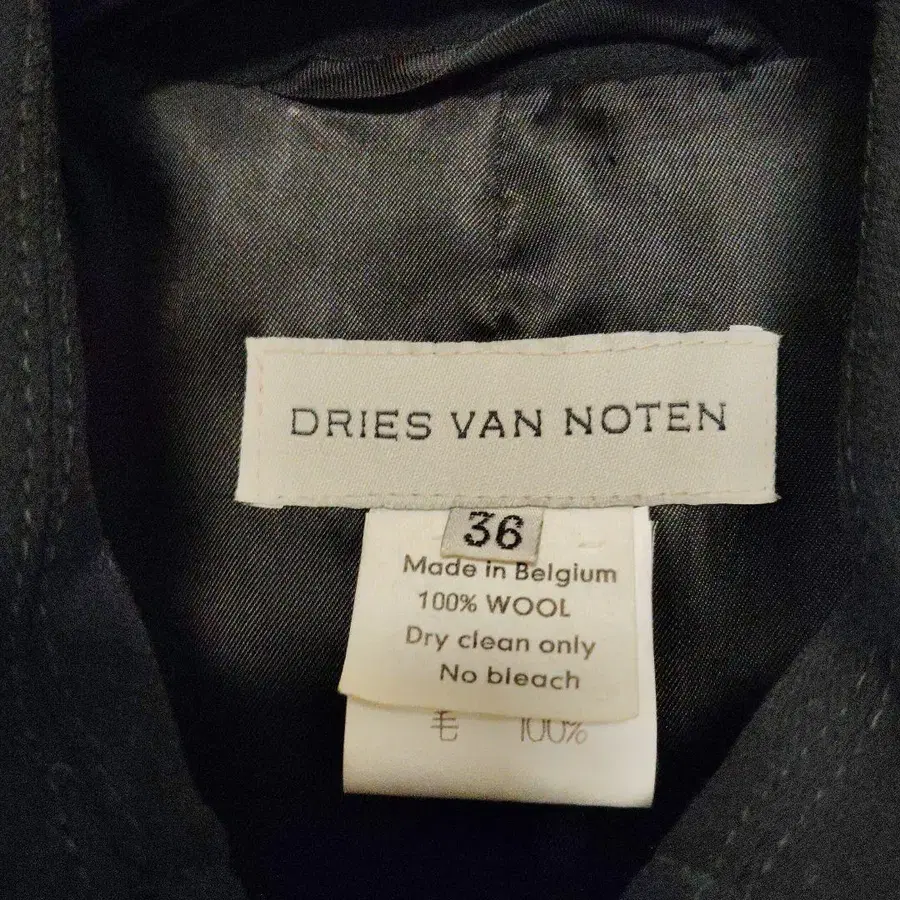 DRIES VAN NOTEN
36
Made in Belgium
100% WOOL
Dry clean only
No bleach
毛 100%